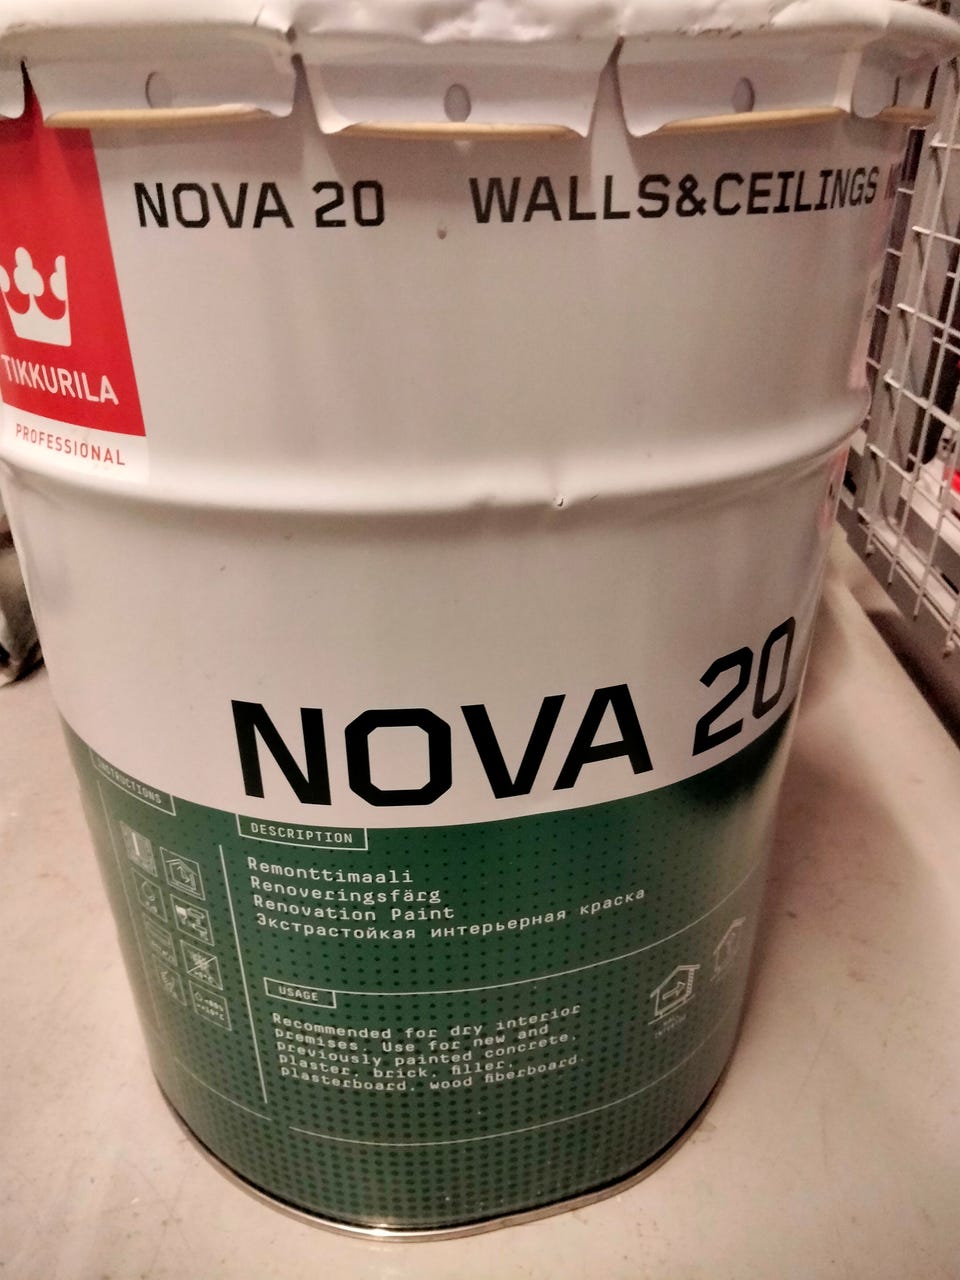 NOVA 20
WALLS&CEILINGS
TIKKURILA
PROFESSIONAL
NOVA 20
INSTRUCTIONS
DESCRIPTION
Remonttimaali
Renoveringsfärg
Renovation Paint
Экстрастойкая интерьерная краска
USAGE
Recommended for dry interior
premises. Use for new and
previously painted concrete,
plaster, brick, filler,
plasterboard, wood fiberboard.